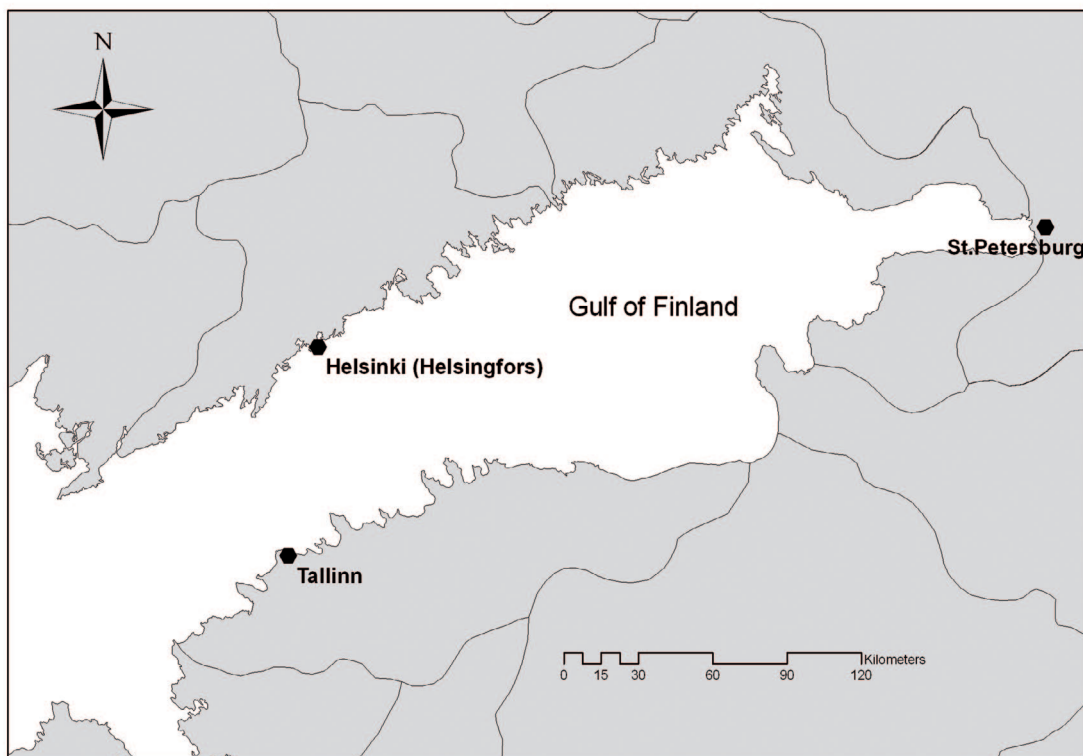 N
St.Petersburg
Gulf of Finland
Helsinki (Helsingfors)
Tallinn
Kilometers
0 15 30 60 90 120